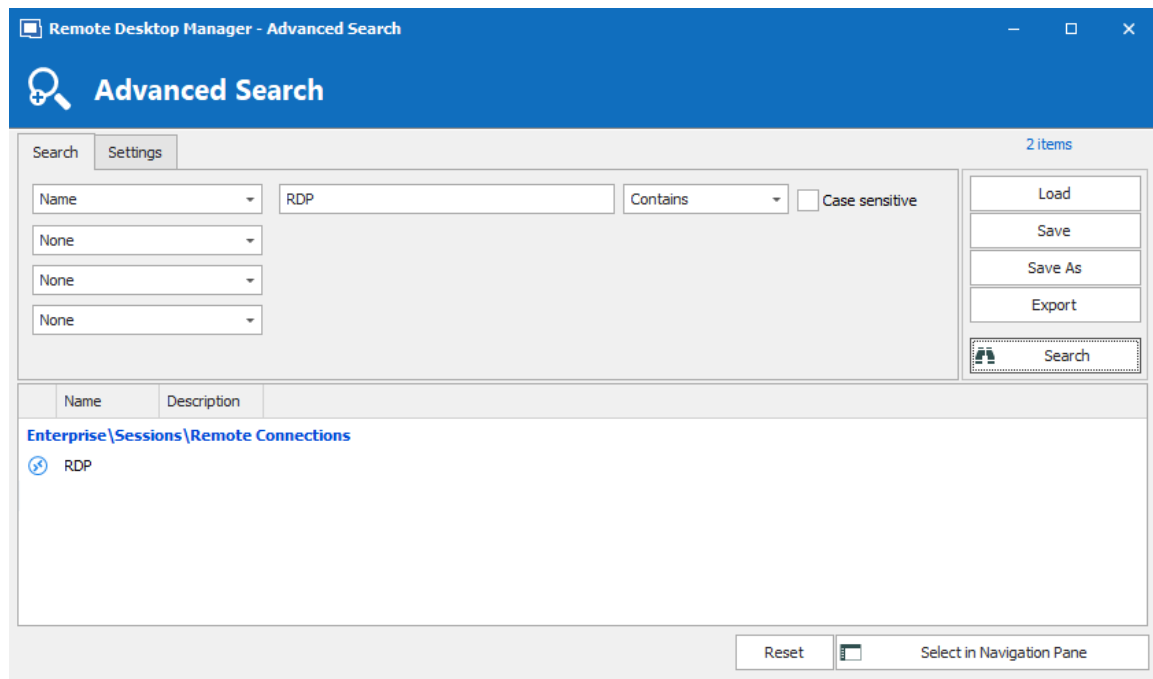 Remote Desktop Manager - Advanced Search
Advanced Search
Search Settings 2 items
Name RDP Contains Case sensitive Load
None Save
None Save As
None Export
Search
Name Description
Enterprise\Sessions\Remote Connections
RDP
Reset Select in Navigation Pane